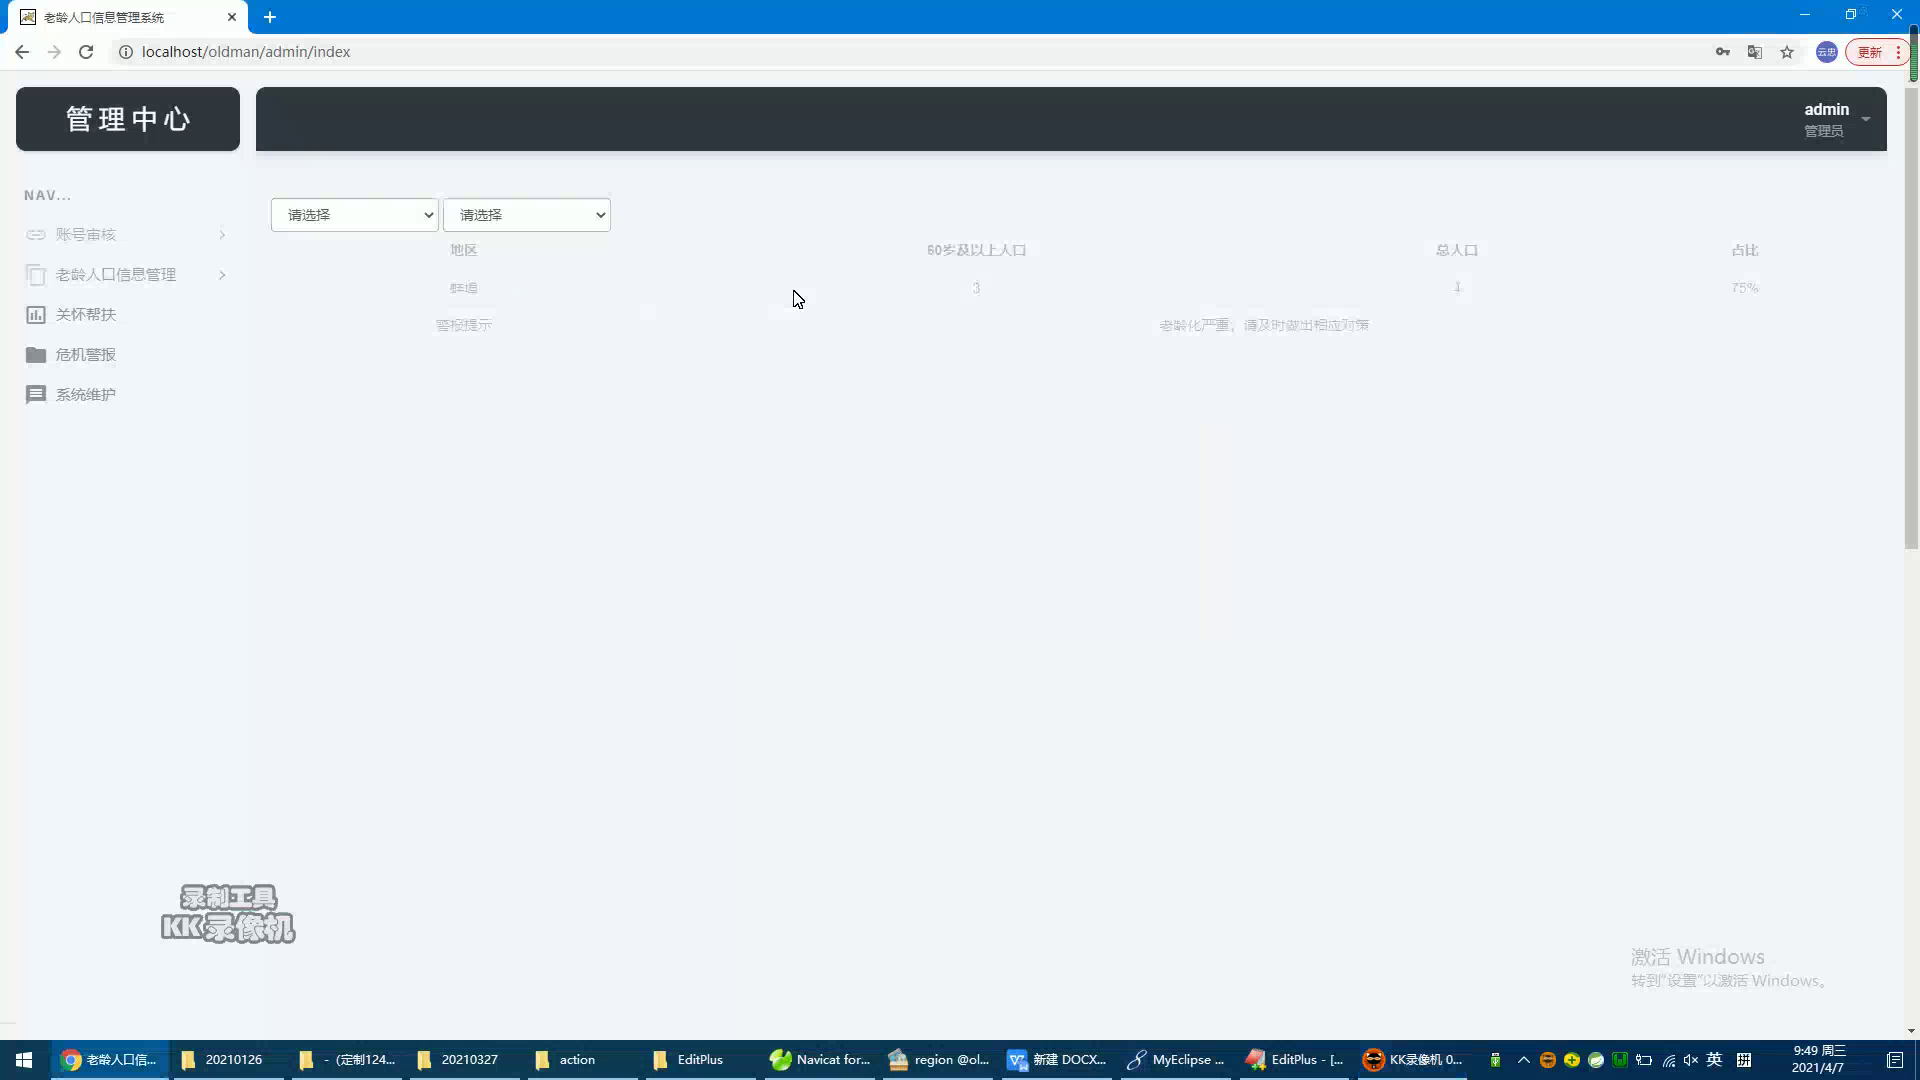 老龄人口信息管理系统
localhost/oldman/admin/index
云忠
更新
管理中心
admin
管理员
NAV...
账号审核
老龄人口信息管理
关怀帮扶
危机警报
系统维护
请选择
请选择
地区
60岁及以上人口
总人口
占比
蚌埠
3
4
75%
警报提示
老龄化严重，请及时做出相应对策
录制工具
KK录像机
激活 Windows
转到"设置"以激活 Windows。
老龄人口信...
20210126
-（定制124...
20210327
action
EditPlus
Navicat for...
region @ol...
新建 DOCX...
MyEclipse ...
EditPlus - [...
KK录像机 0...
英
拼
9:49 周三
2021/4/7